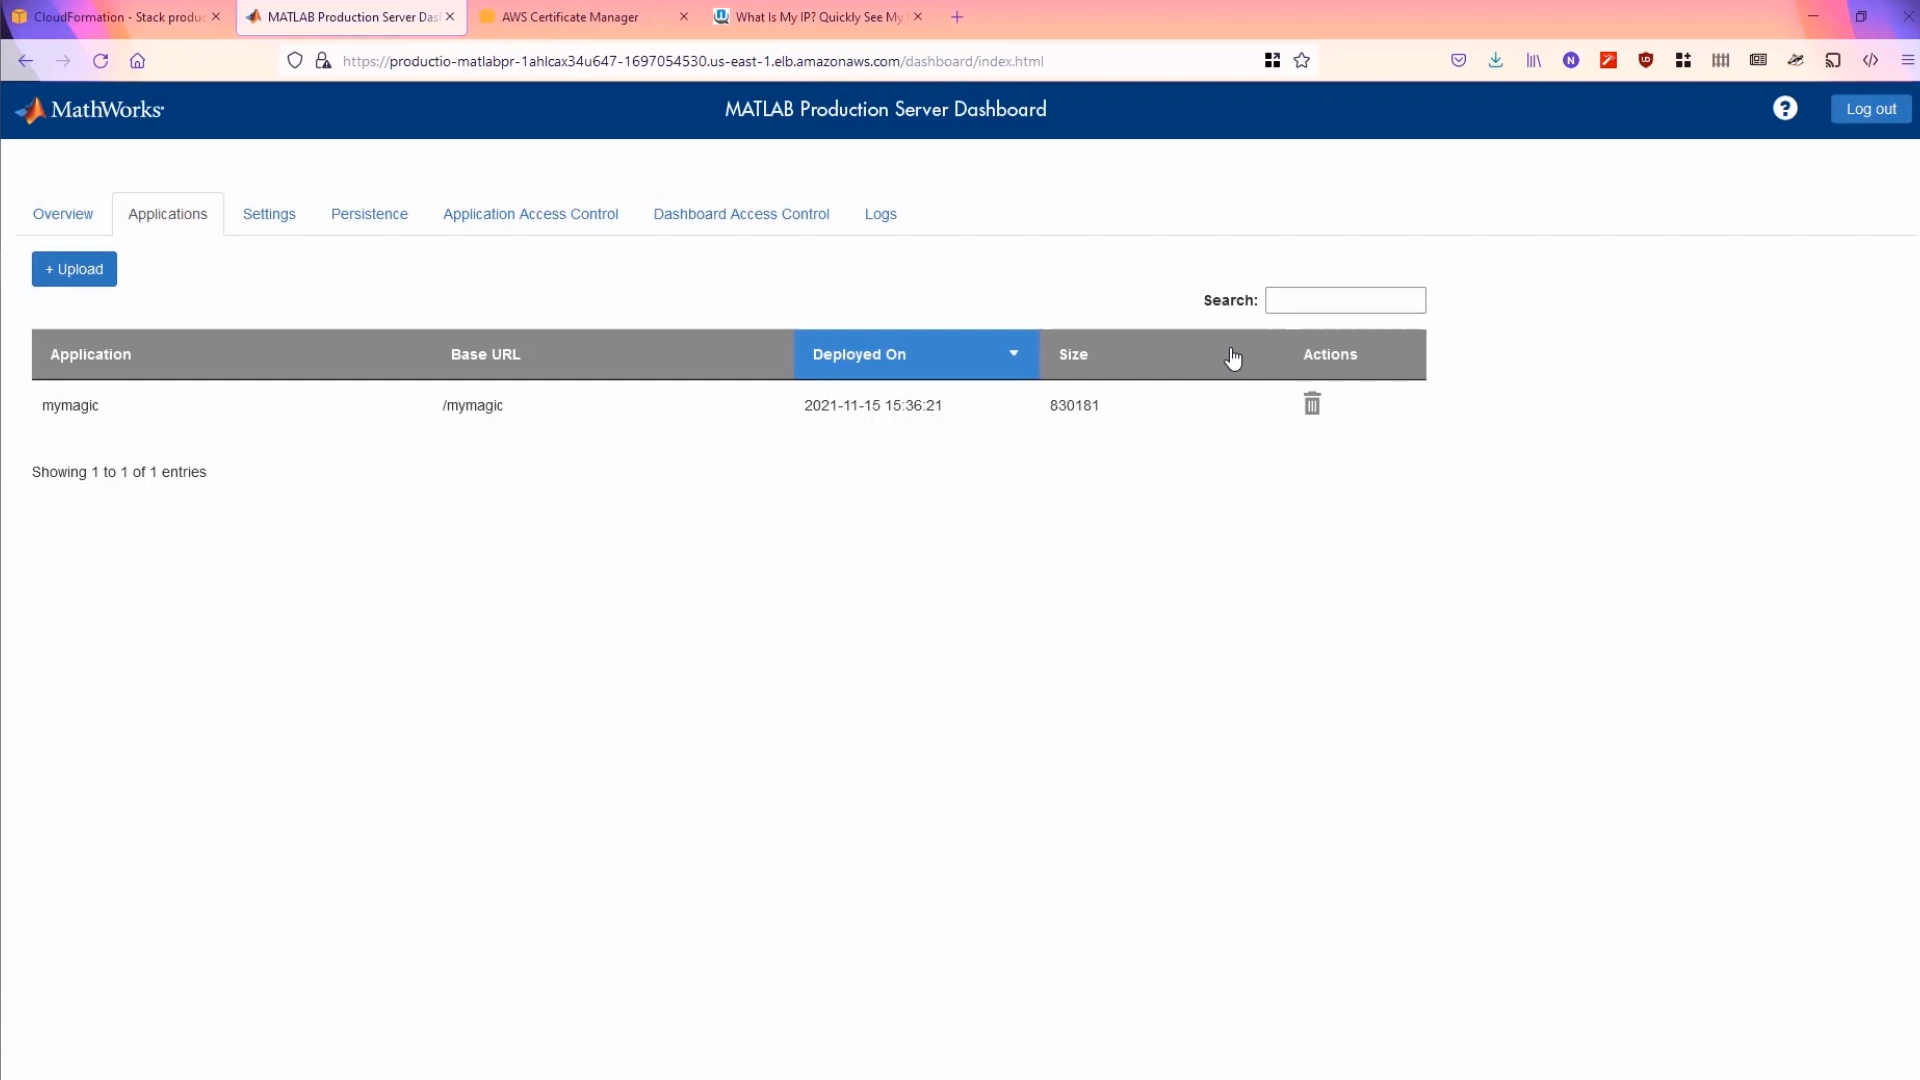 CloudFormation - Stack produc
MATLAB Production Server Das
AWS Certificate Manager
What Is My IP? Quickly See My
https://productio-matlabpr-1ahlcax34u647-1697054530.us-east-1.elb.amazonaws.com/dashboard/index.html
MathWorks
MATLAB Production Server Dashboard
? Log out
Overview Applications Settings Persistence Application Access Control Dashboard Access Control Logs
+ Upload
Search:
Application Base URL Deployed On Size Actions
mymagic /mymagic 2021-11-15 15:36:21 830181
Showing 1 to 1 of 1 entries